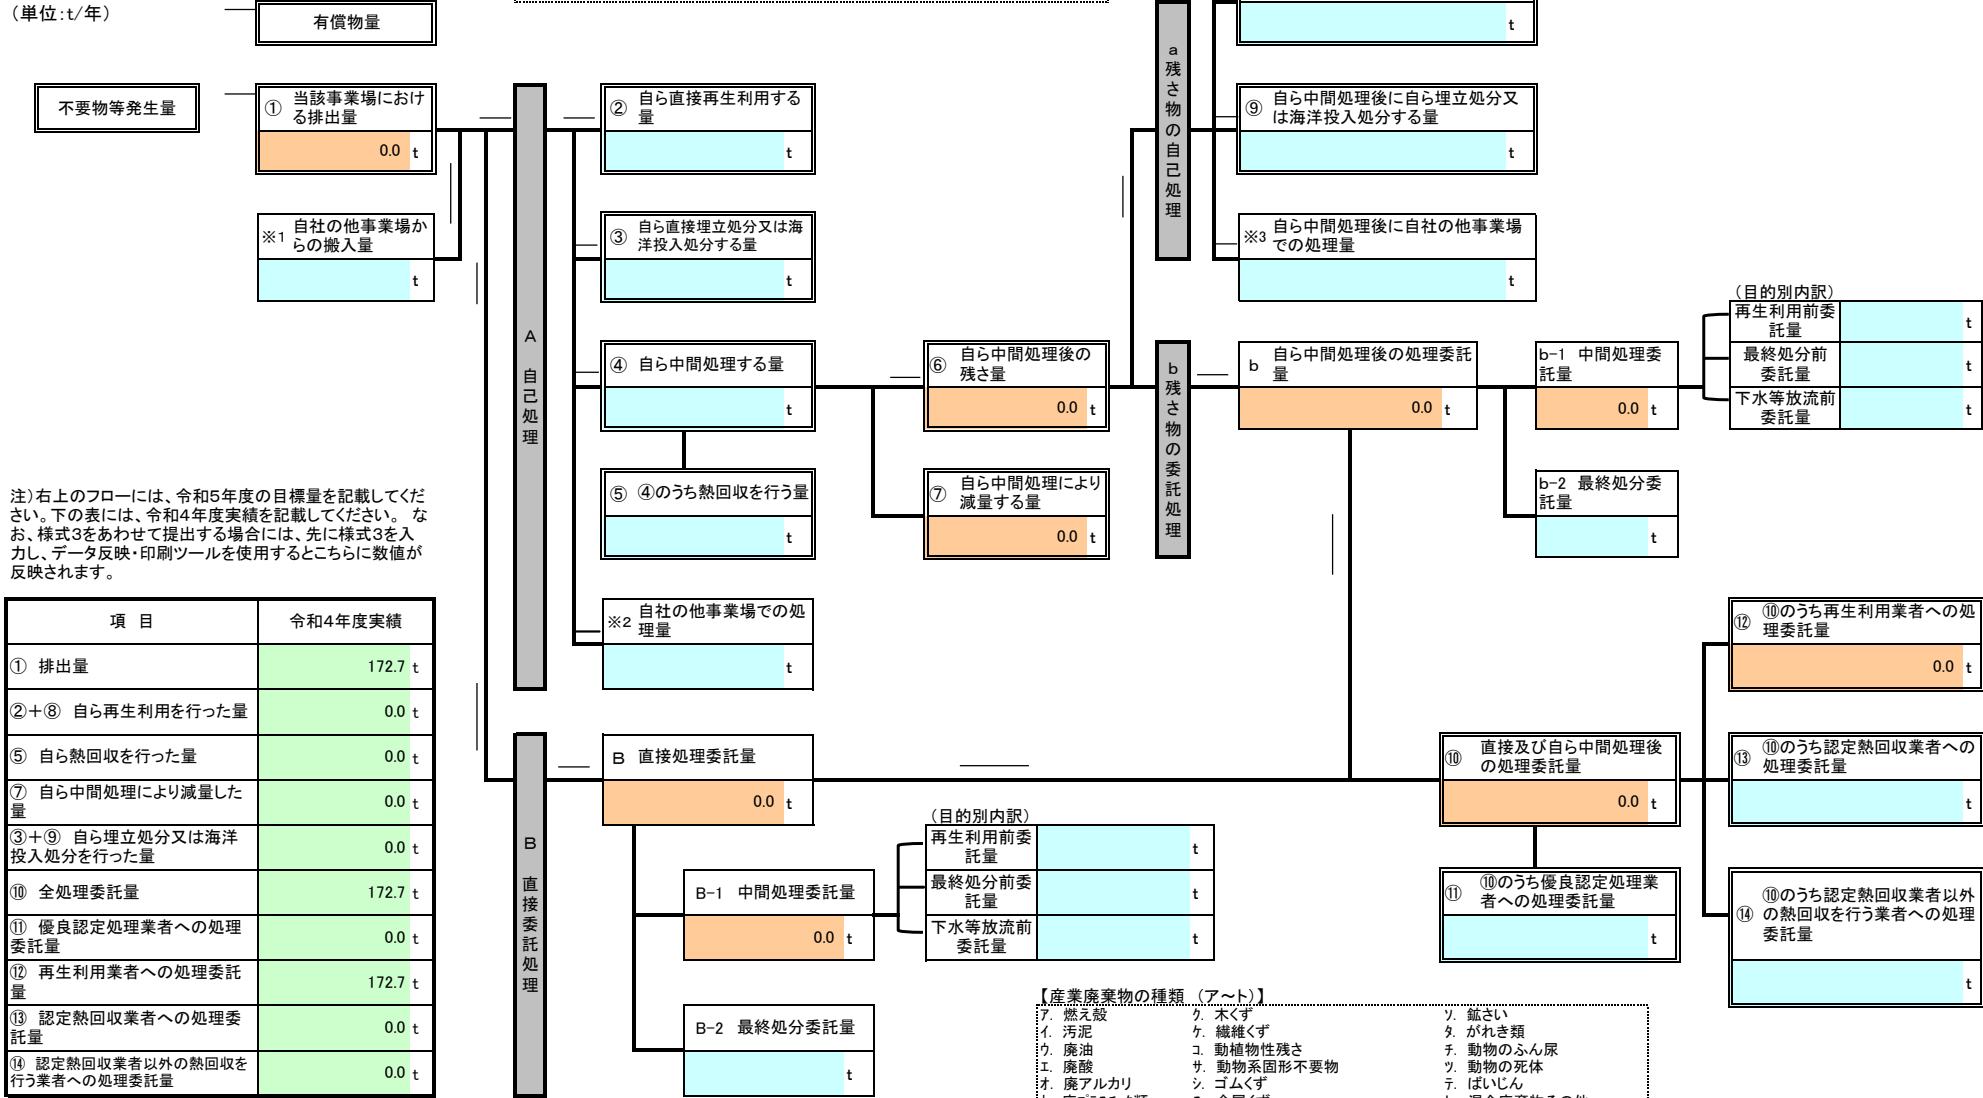 （単位:t/年）
有償物量
t
不要物等発生量
① 当該事業場におけ
る排出量
0.0 t
※1 自社の他事業場か
らの搬入量
t
A 自己処理
② 自ら直接再生利用する
量
t
③ 自ら直接埋立処分又は海
洋投入処分する量
t
④ 自ら中間処理する量
t
⑤ ④のうち熱回収を行う量
t
※2 自社の他事業場での処
理量
t
⑥ 自ら中間処理後の
残さ量
0.0 t
⑦ 自ら中間処理により
減量する量
0.0 t
a残さ物の自己処理
⑨ 自ら中間処理後に自ら埋立処分又
は海洋投入処分する量
t
※3 自ら中間処理後に自社の他事業場
での処理量
t
b残さ物の委託処理
b 自ら中間処理後の処理委託
量
0.0 t
b-1 中間処理委
託量
0.0 t
b-2 最終処分委
託量
t
（目的別内訳）
再生利用前委
託量
t
最終処分前
委託量
t
下水等放流前
委託量
t
注）右上のフローには、令和5年度の目標量を記載してくだ
さい。下の表には、令和4年度実績を記載してください。 な
お、様式3をあわせて提出する場合には、先に様式3を入
力し、データ反映・印刷ツールを使用するとこちらに数値が
反映されます。
項 目 令和4年度実績
① 排出量 172.7 t
②＋⑧ 自ら再生利用を行った量 0.0 t
⑤ 自ら熱回収を行った量 0.0 t
⑦ 自ら中間処理により減量した
量 0.0 t
③＋⑨ 自ら埋立処分又は海洋
投入処分を行った量 0.0 t
⑩ 全処理委託量 172.7 t
⑪ 優良認定処理業者への処理
委託量 0.0 t
⑫ 再生利用業者への処理委託
量 172.7 t
⑬ 認定熱回収業者への処理委
託量 0.0 t
⑭ 認定熱回収業者以外の熱回収を
行う業者への処理委託量 0.0 t
B 直接委託処理
B 直接処理委託量
0.0 t
B-1 中間処理委託量
0.0 t
B-2 最終処分委託量
t
（目的別内訳）
再生利用前委
託量
t
最終処分前委
託量
t
下水等放流前
委託量
t
⑩ 直接及び自ら中間処理後
の処理委託量
0.0 t
⑪ ⑩のうち優良認定処理業
者への処理委託量
t
⑫ ⑩のうち再生利用業者への処
理委託量
0.0 t
⑬ ⑩のうち認定熱回収業者への
処理委託量
t
⑭ ⑩のうち認定熱回収業者以外
の熱回収を行う業者への処理
委託量
t
【産業廃棄物の種類 （ア～ト）】
ア. 燃え殻 ク. 木くず ソ. 鉱さい
イ. 汚泥 ケ. 繊維くず タ. がれき類
ウ. 廃油 コ. 動植物性残さ チ. 動物のふん尿
エ. 廃酸 サ. 動物系固形不要物 ツ. 動物の死体
オ. 廃アルカリ シ. ゴムくず テ. ばいじん